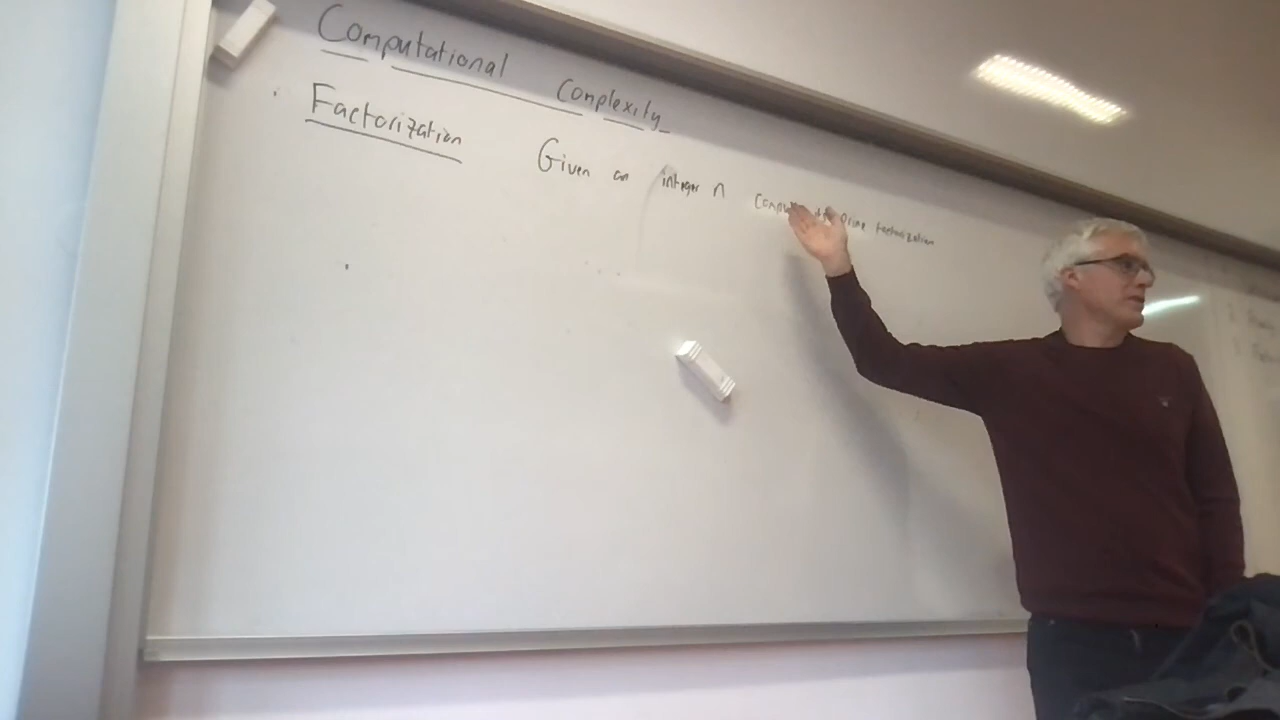 Computational Complexity
Factorization Given an integer n Compute its Prime Factorization